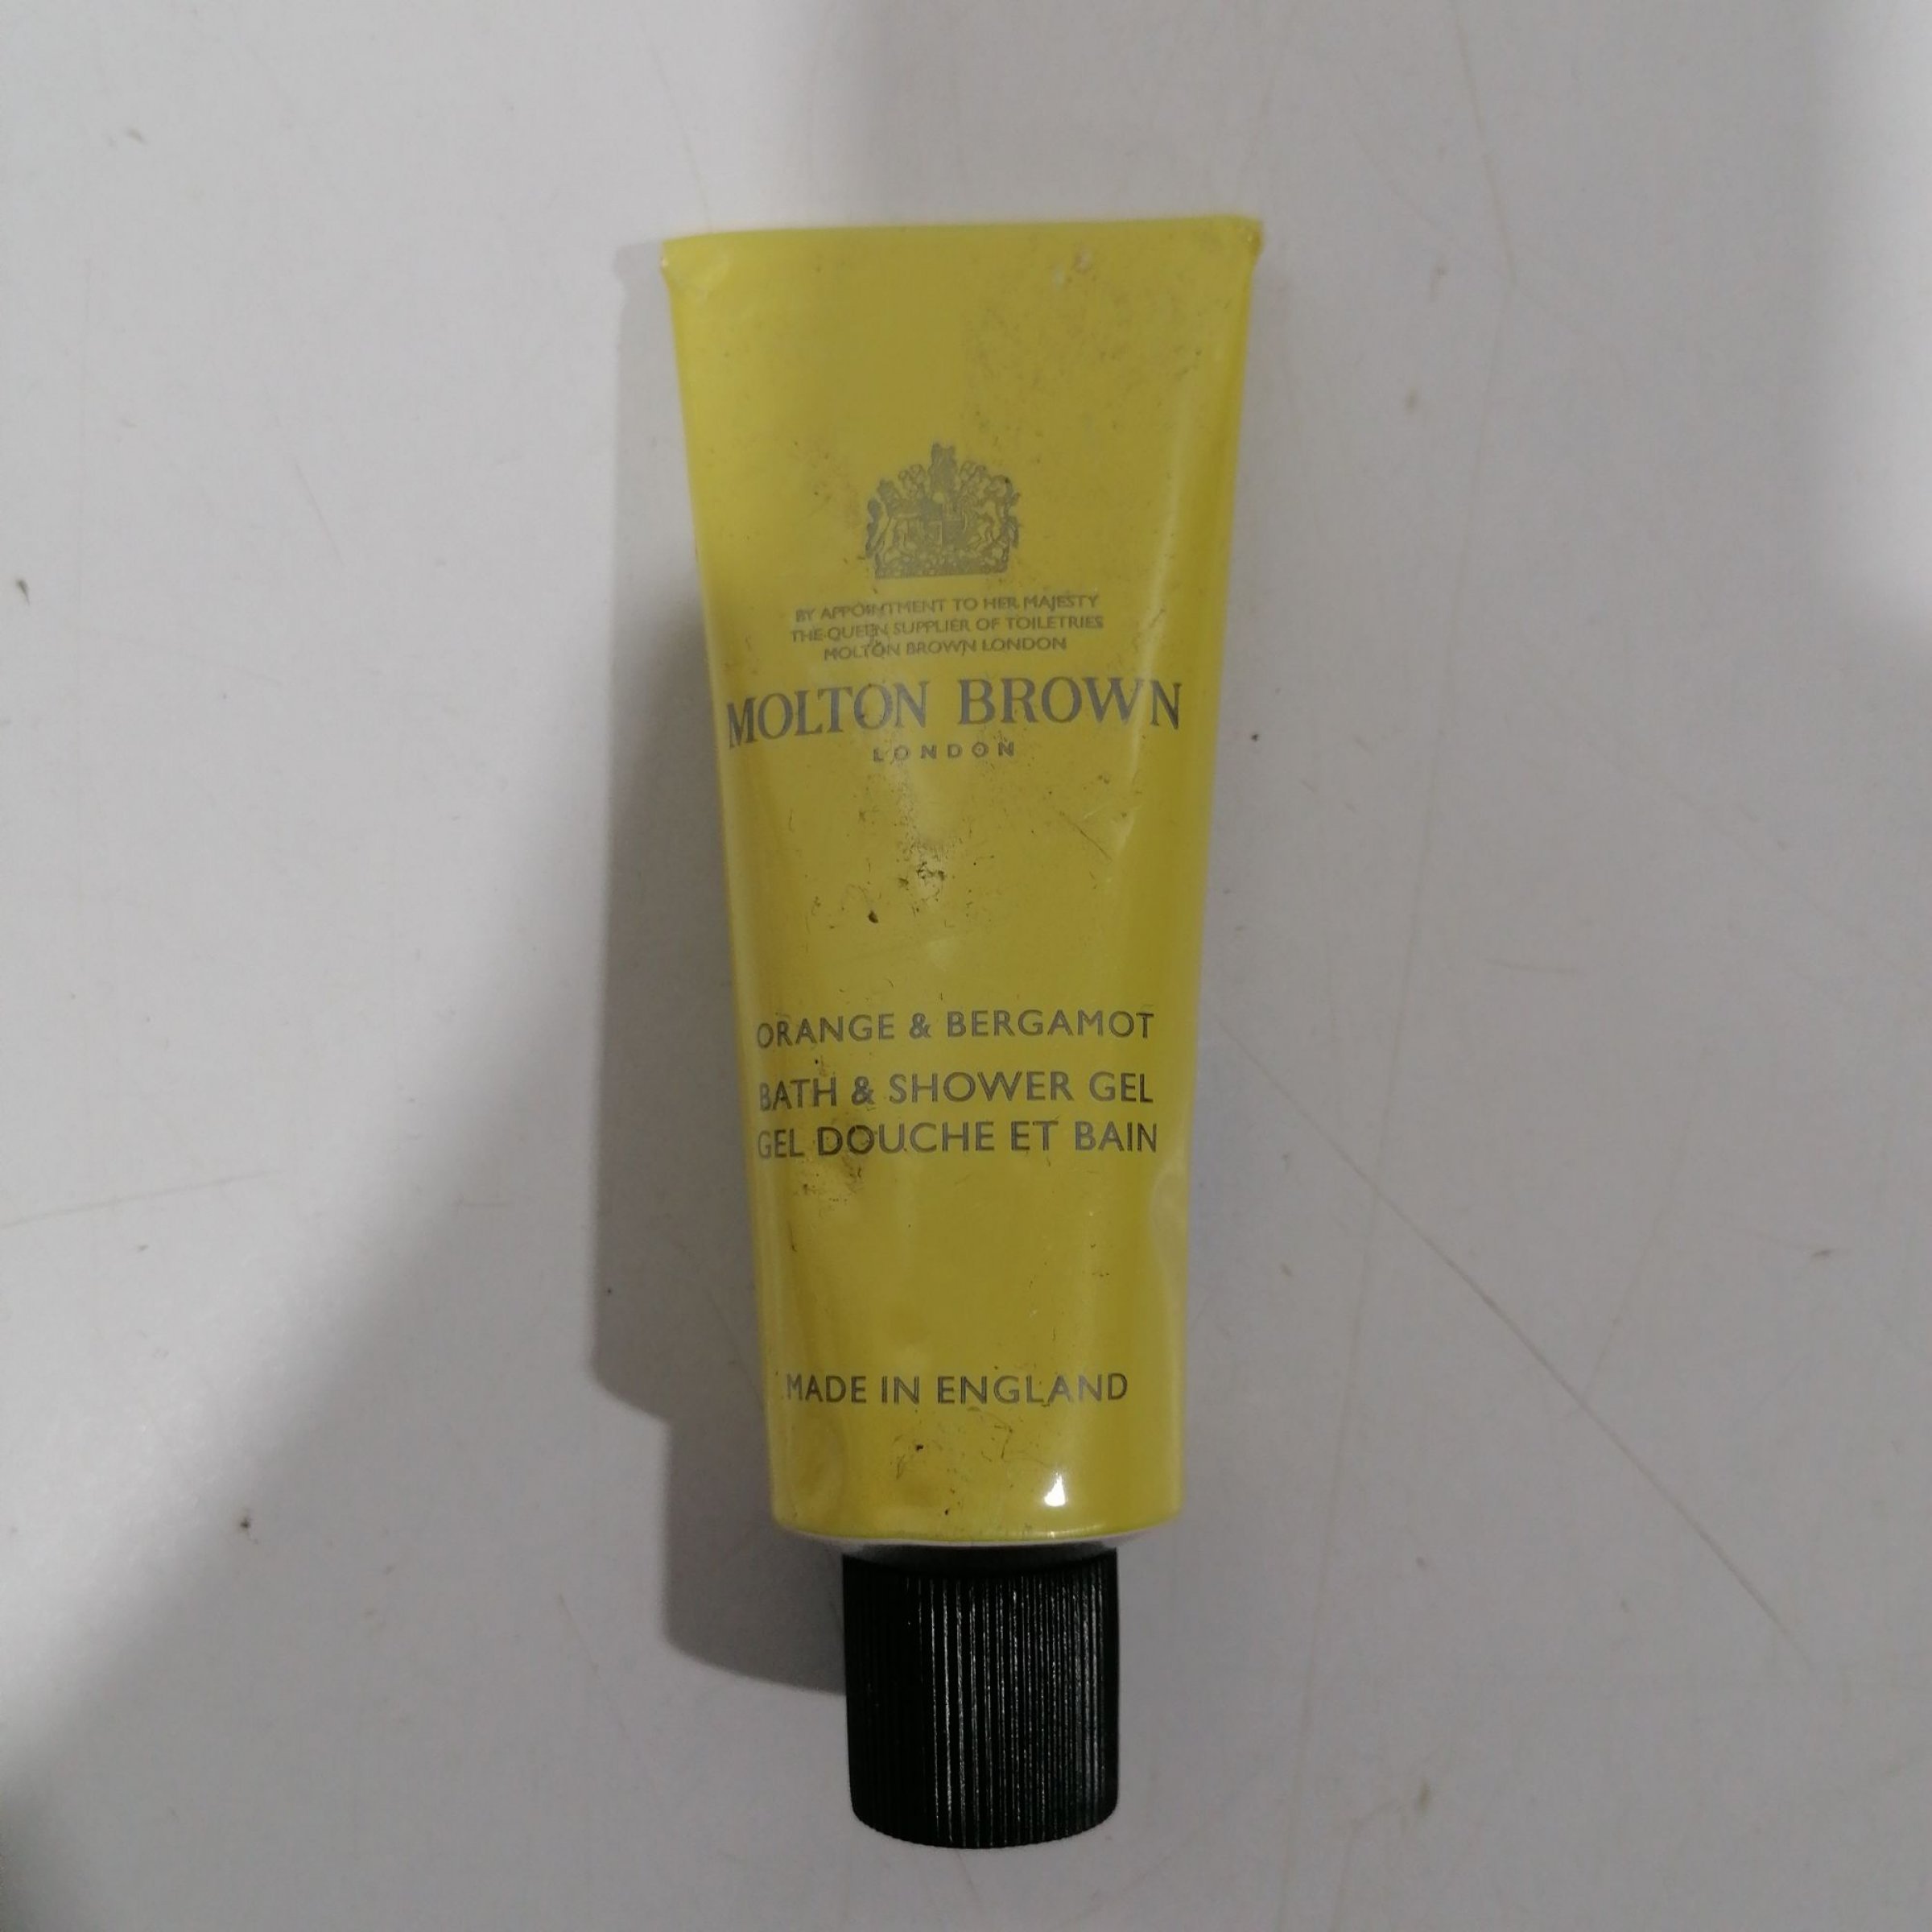 BY APPOINTMENT TO HER MAJESTY
THE QUEEN SUPPLIER OF TOILETRIES
MOLTON BROWN LONDON
MOLTON BROWN
LONDON
ORANGE & BERGAMOT
BATH & SHOWER GEL
GEL DOUCHE ET BAIN
MADE IN ENGLAND